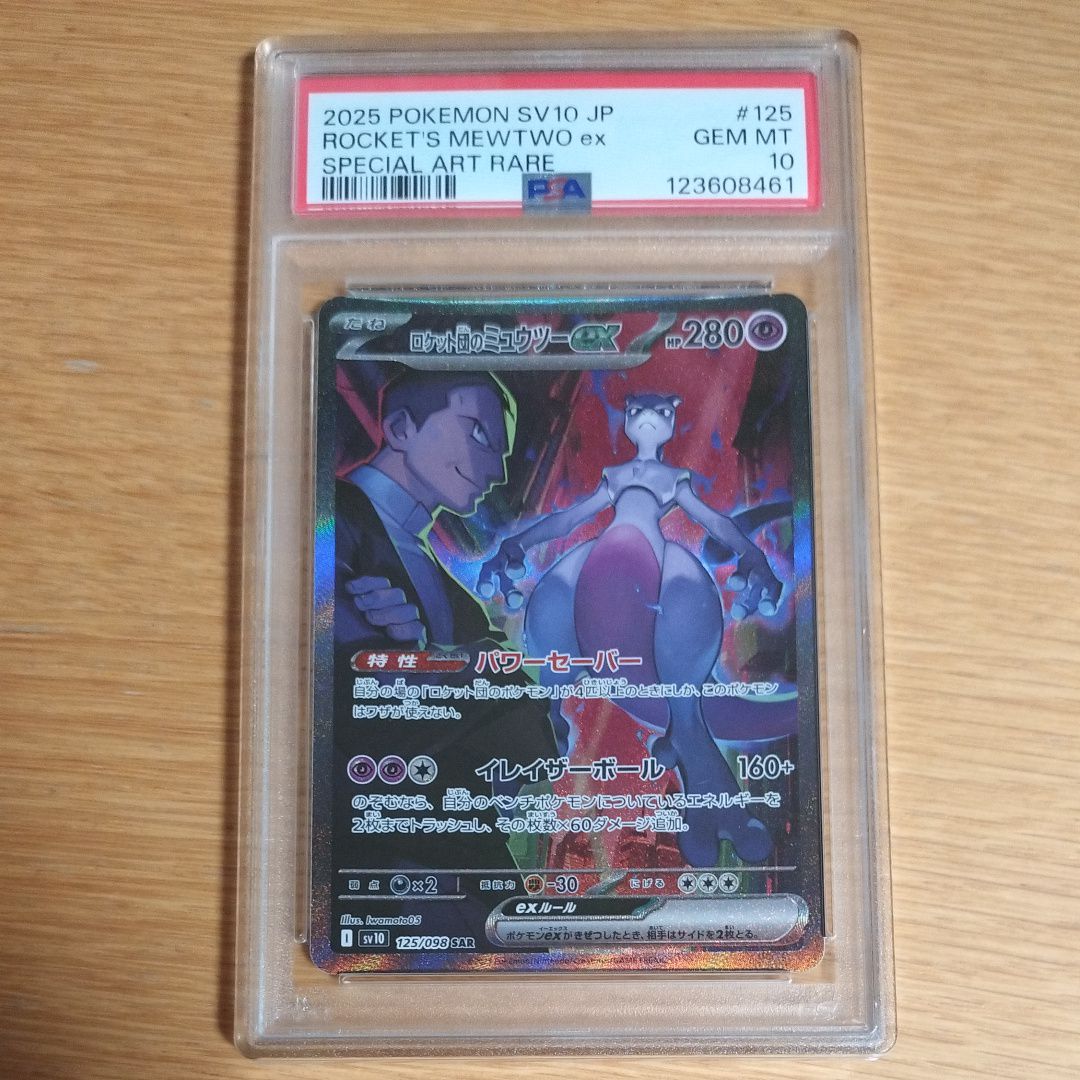 2025 POKEMON SV10 JP #125
ROCKET'S MEWTWO ex GEM MT
SPECIAL ART RARE 10
PSA 123608461
たね ロケット団のミュウツーex HP280
特性 パワーセーバー
自分の場の「ロケット団のポケモン」が4匹以上のときにしか、このポケモン
はワザが使えない。
イレイザーボール 160+
のぞむなら、自分のベンチポケモンについているエネルギーを
2枚までトラッシュし、その枚数×60ダメージ追加。
弱点 ×2 抵抗力 -30 にげる
exルール
ポケモンexがきぜつしたとき、相手はサイドを2枚とる。
Illus. Iwamoto05
I sv10 125/098 SAR